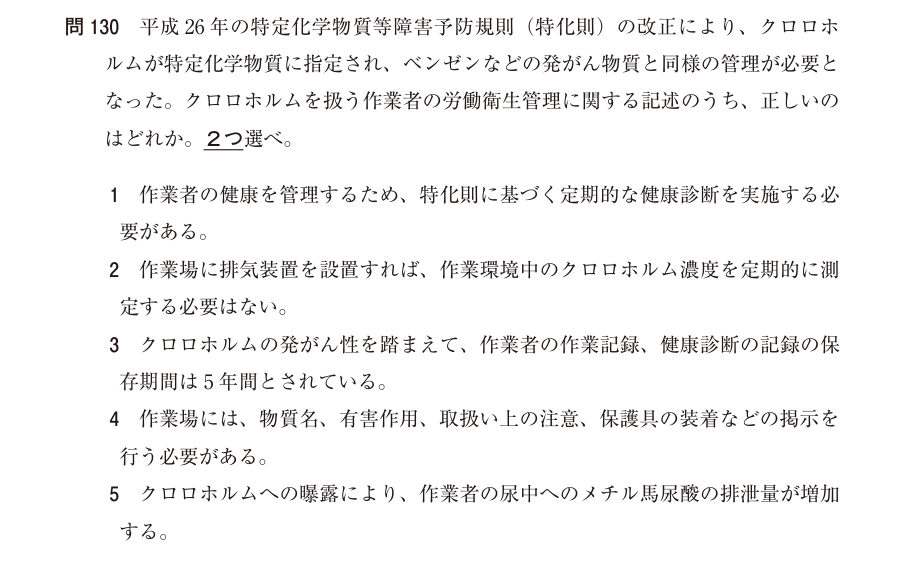 問 130　平成 26 年の特定化学物質等障害予防規則（特化則）の改正により、クロロホ
ルムが特定化学物質に指定され、ベンゼンなどの発がん物質と同様の管理が必要と
なった。クロロホルムを扱う作業者の労働衛生管理に関する記述のうち、正しいの
はどれか。２つ選べ。
1　作業者の健康を管理するため、特化則に基づく定期的な健康診断を実施する必
要がある。
2　作業場に排気装置を設置すれば、作業環境中のクロロホルム濃度を定期的に測
定する必要はない。
3　クロロホルムの発がん性を踏まえて、作業者の作業記録、健康診断の記録の保
存期間は 5 年間とされている。
4　作業場には、物質名、有害作用、取扱い上の注意、保護具の装着などの掲示を
行う必要がある。
5　クロロホルムへの曝露により、作業者の尿中へのメチル馬尿酸の排泄量が増加
する。